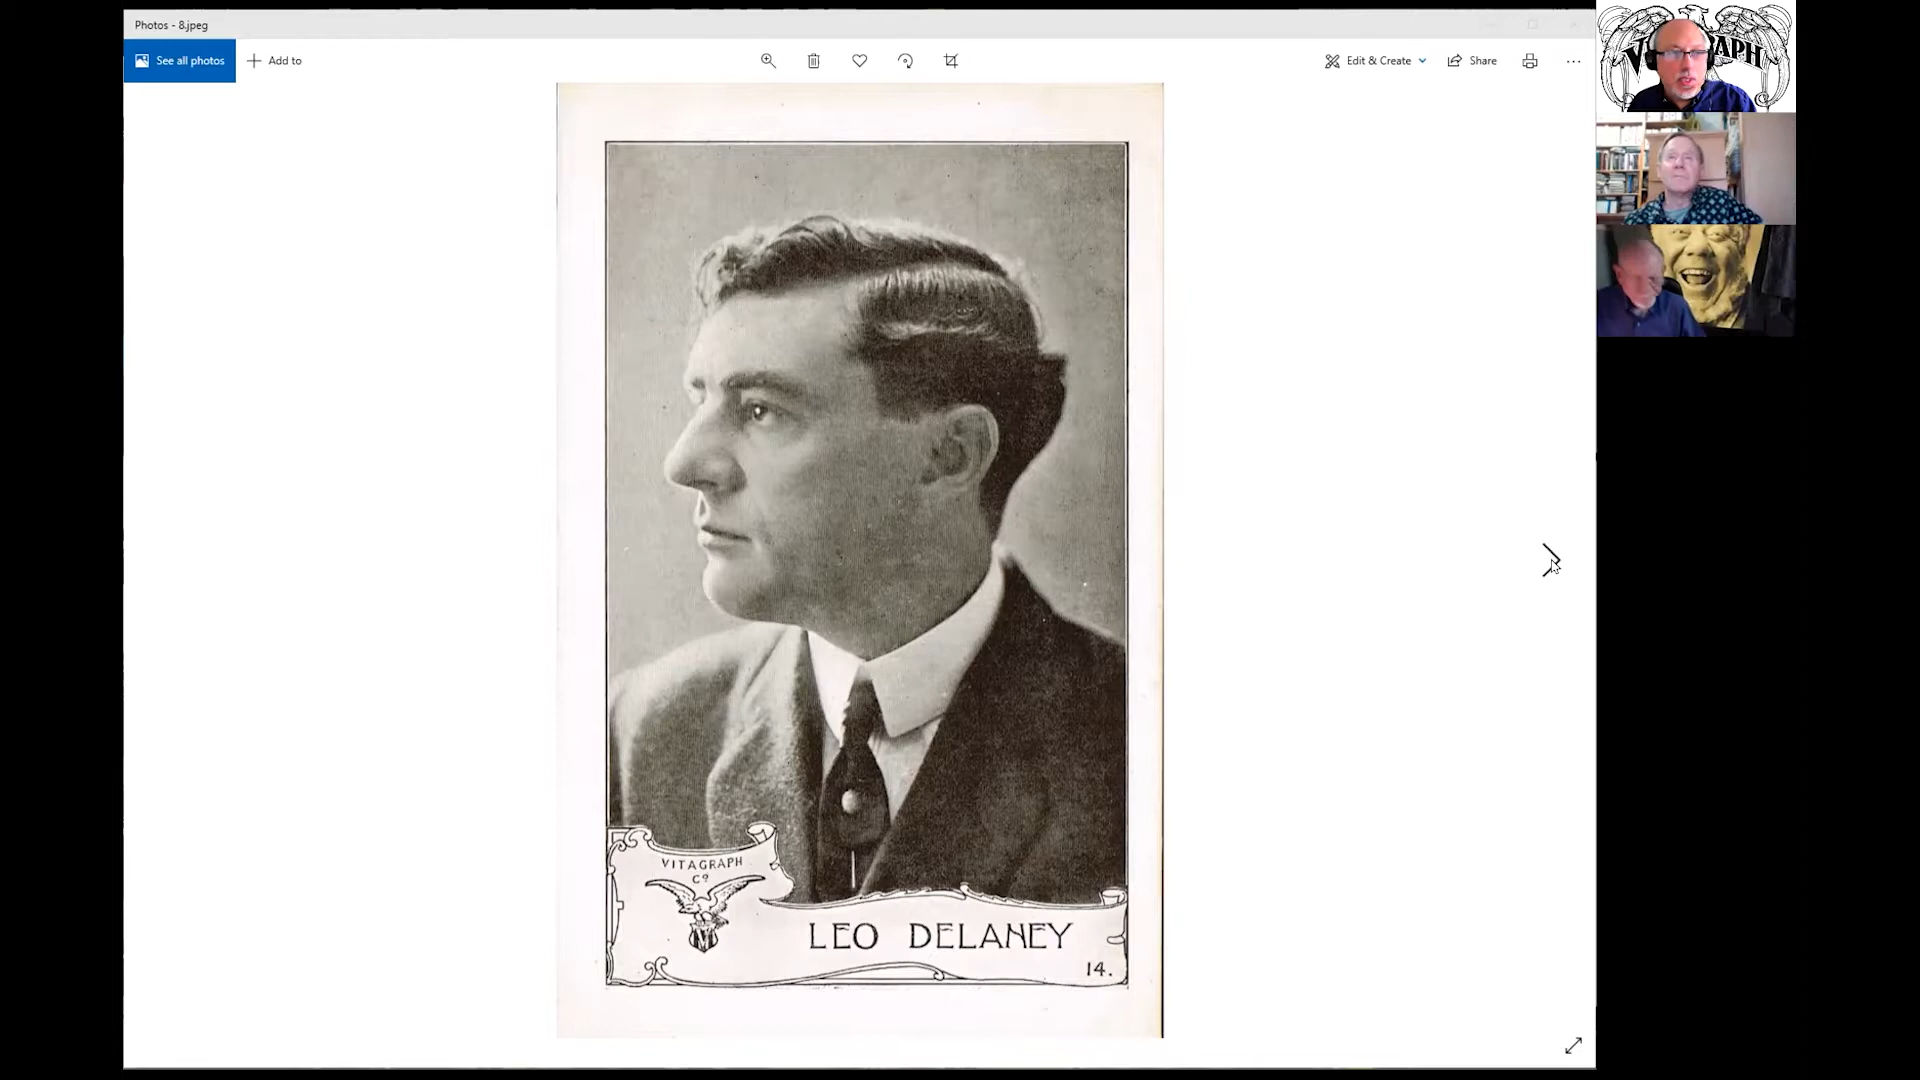 Photos - 8.jpeg
See all photos
Add to
Edit & Create
Share
VITAGRAPH
Cº
LEO DELANEY
14.